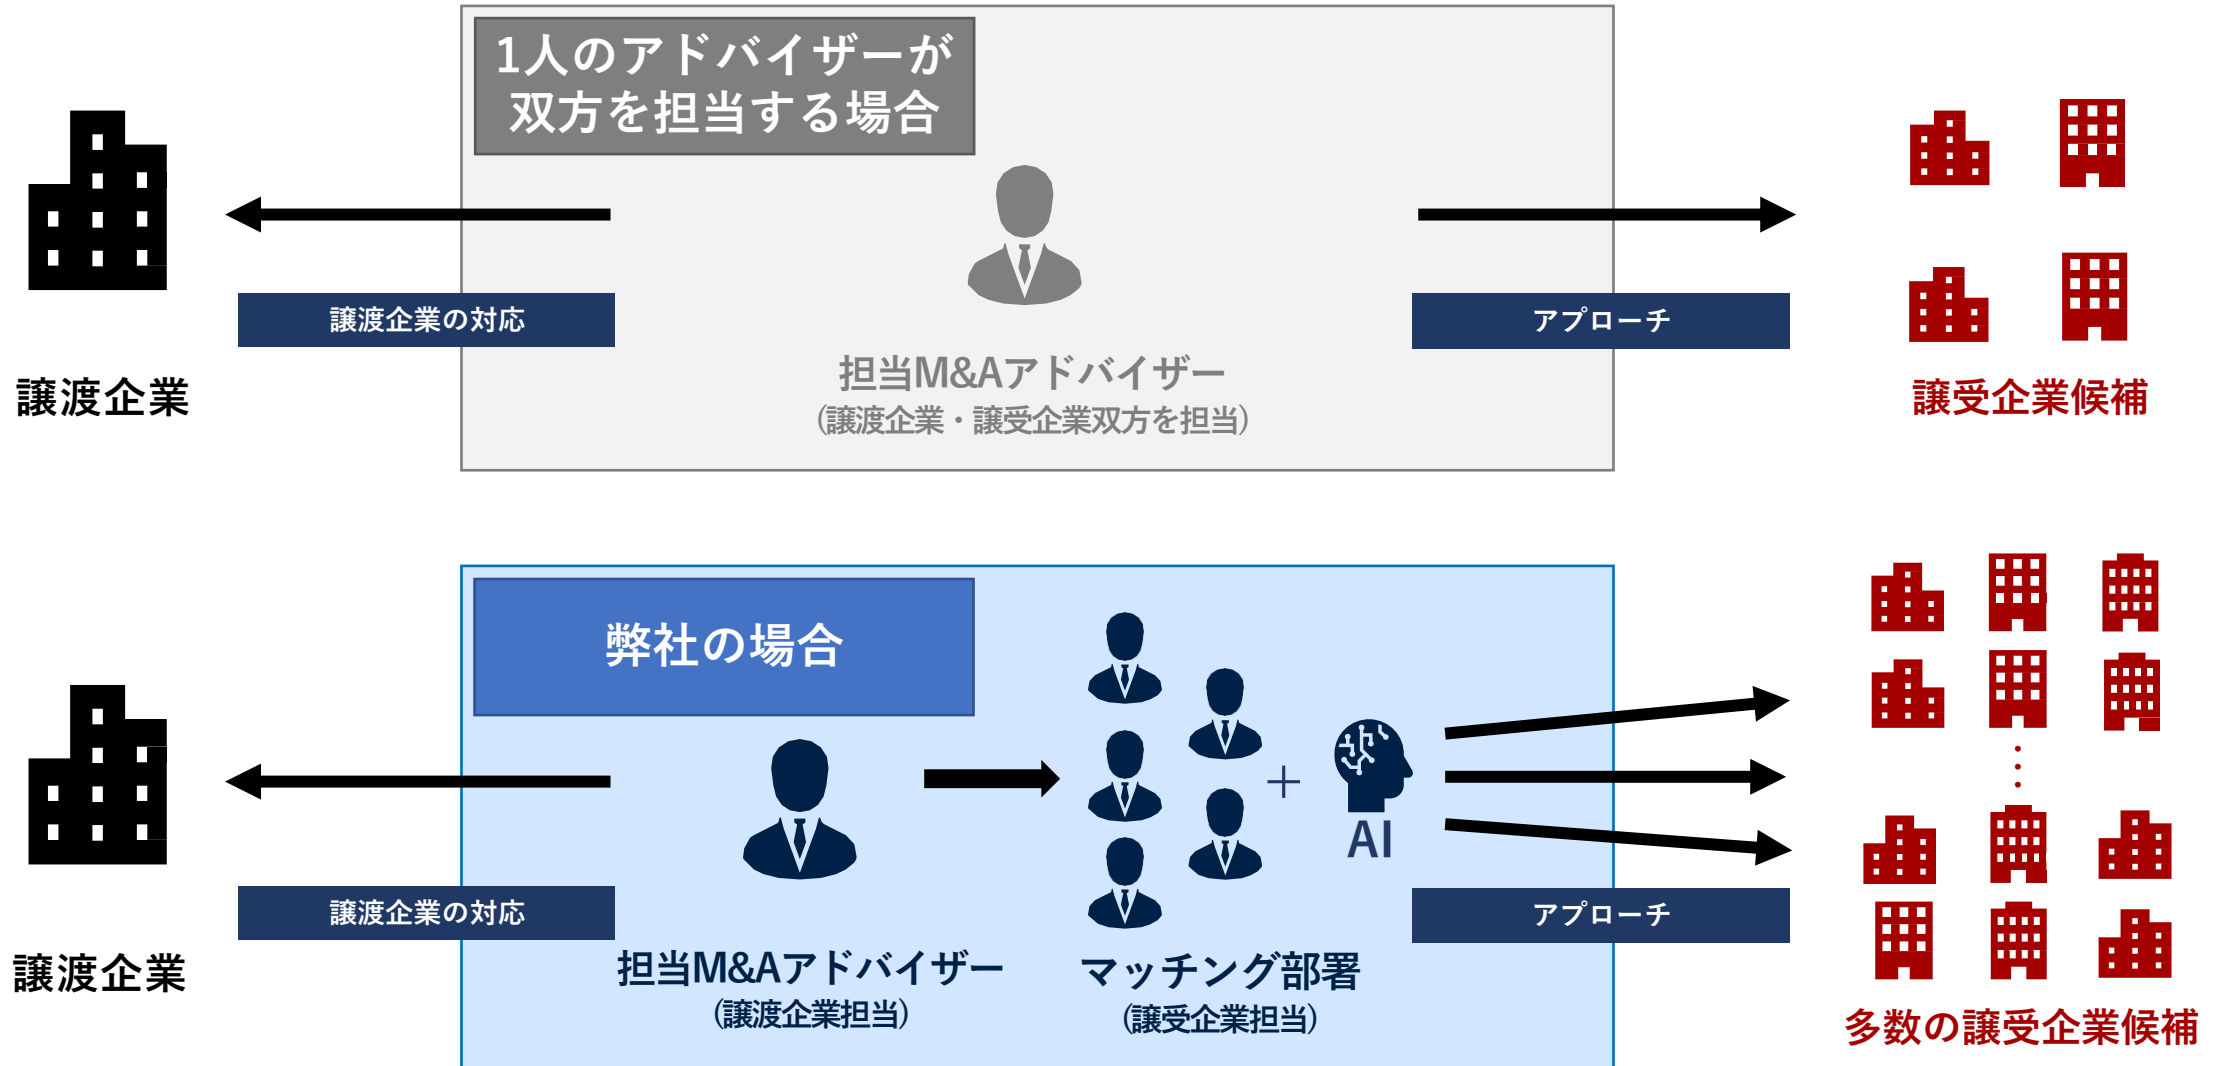 1人のアドバイザーが
双方を担当する場合
譲渡企業の対応
アプローチ
担当M&Aアドバイザー
(譲渡企業・譲受企業双方を担当)
譲渡企業
譲受企業候補
弊社の場合
+
AI
譲渡企業の対応
アプローチ
担当M&Aアドバイザー
(譲渡企業担当)
マッチング部署
(譲受企業担当)
譲渡企業
多数の譲受企業候補